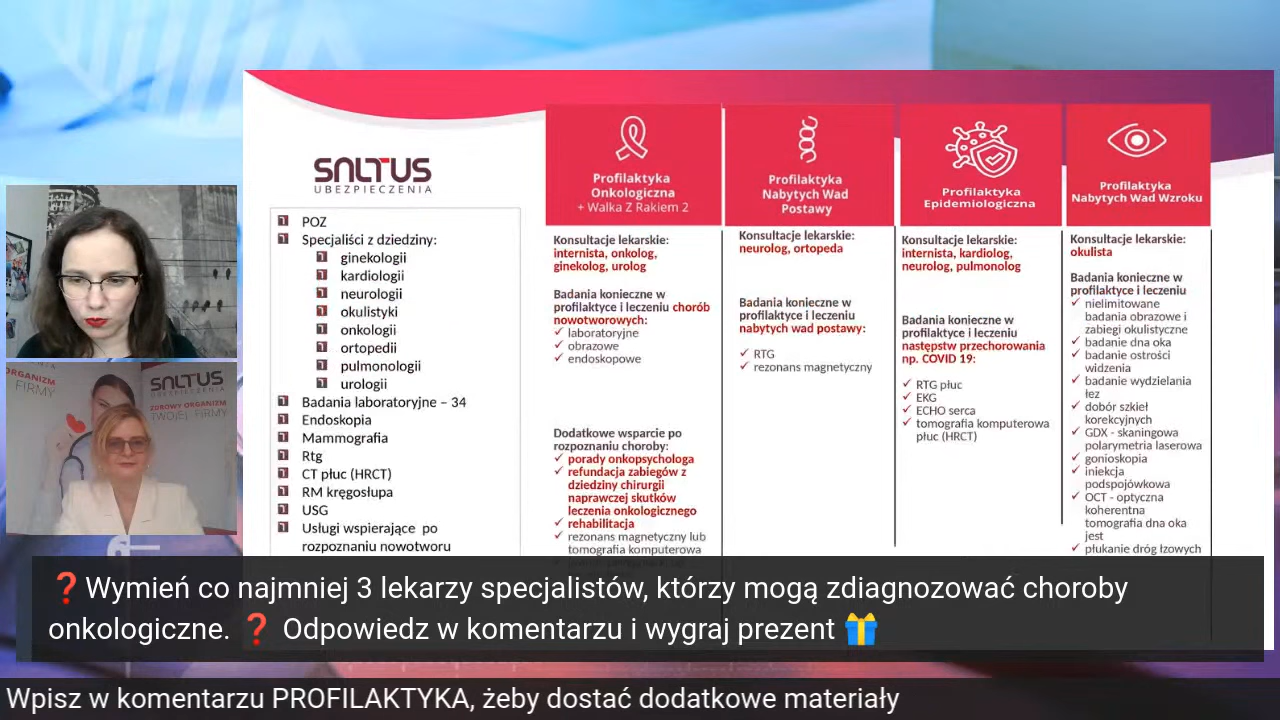 SALTUS
UBEZPIECZENIA
POZ
Specjaliści z dziedziny:
ginekologii
kardiologii
neurologii
okulistyki
onkologii
ortopedii
pulmonologii
urologii
Badania laboratoryjne – 34
Endoskopia
Mammografia
Rtg
CT płuc (HRCT)
RM kręgosłupa
USG
Usługi wspierające po
rozpoznaniu nowotworu
Profilaktyka
Onkologiczna
+ Walka Z Rakiem 2
Konsultacje lekarskie:
internista, onkolog,
ginekolog, urolog
Badania konieczne w
profilaktyce i leczeniu chorób
nowotworowych:
laboratoryjne
obrazowe
endoskopowe
Dodatkowe wsparcie po
rozpoznaniu choroby:
porady onkopsychologa
refundacja zabiegów z
dziedziny chirurgii
naprawczej skutków
leczenia onkologicznego
rehabilitacja
rezonans magnetyczny lub
tomografia komputerowa
Profilaktyka
Nabytych Wad
Postawy
Konsultacje lekarskie:
neurolog, ortopeda
Badania konieczne w
profilaktyce i leczeniu
nabytych wad postawy:
RTG
rezonans magnetyczny
Profilaktyka
Epidemiologiczna
Konsultacje lekarskie:
internista, kardiolog,
neurolog, pulmonolog
Badania konieczne w
profilaktyce i leczeniu
następstw przechorowania
np. COVID 19:
RTG płuc
EKG
ECHO serca
tomografia komputerowa
płuc (HRCT)
Profilaktyka
Nabytych Wad Wzroku
Konsultacje lekarskie:
okulista
Badania konieczne w
profilaktyce i leczeniu
nielimitowane
badania obrazowe i
zabiegi okulistyczne
badanie dna oka
badanie ostrości
widzenia
badanie wydzielania
łez
dobór szkieł
korekcyjnych
GDX - skaningowa
polarymetria laserowa
gonioskopia
iniekcja
podspojówkowa
OCT - optyczna
koherentna
tomografia dna oka
jest
płukanie dróg łzowych
ORGANIZM
FIRMY
SALTUS
UBEZPIECZENIA
ZDROWY ORGANIZM
TWOJEJ FIRMY
❓Wymień co najmniej 3 lekarzy specjalistów, którzy mogą zdiagnozować choroby
onkologiczne. ❓ Odpowiedz w komentarzu i wygraj prezent 🎁
Wpisz w komentarzu PROFILAKTYKA, żeby dostać dodatkowe materiały